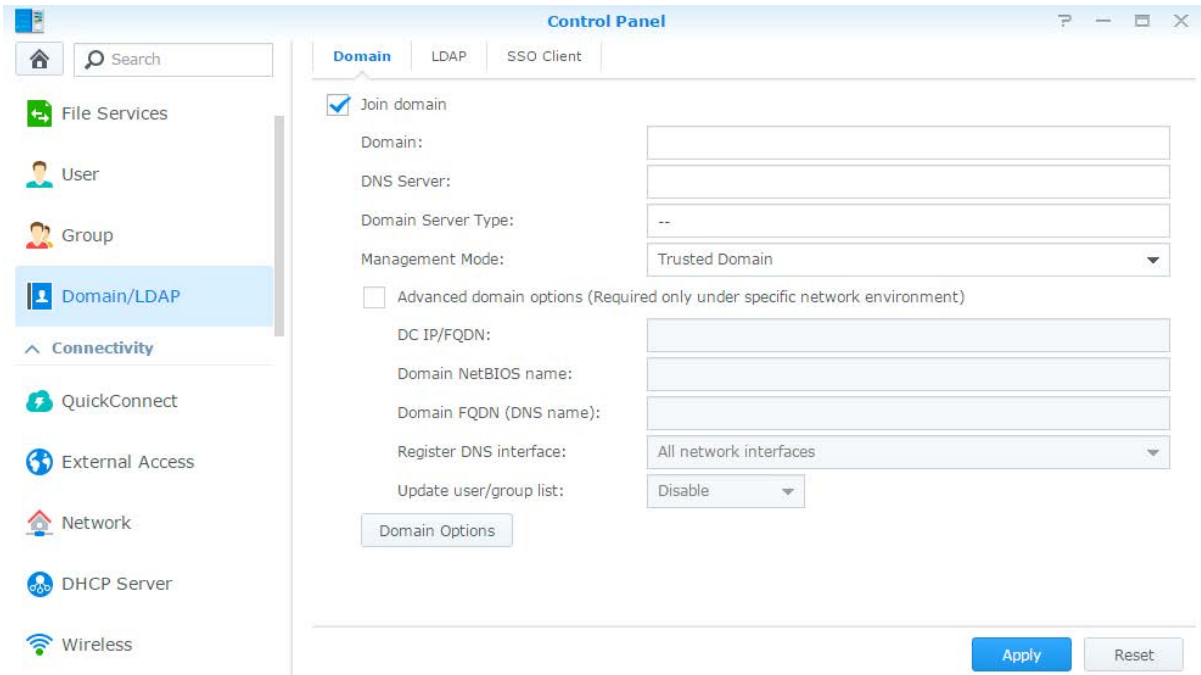 Control Panel
Search
File Services
User
Group
Domain/LDAP
Connectivity
QuickConnect
External Access
Network
DHCP Server
Wireless
Domain LDAP SSO Client
Join domain
Domain:
DNS Server:
Domain Server Type: --
Management Mode: Trusted Domain
Advanced domain options (Required only under specific network environment)
DC IP/FQDN:
Domain NetBIOS name:
Domain FQDN (DNS name):
Register DNS interface: All network interfaces
Update user/group list: Disable
Domain Options
Apply Reset